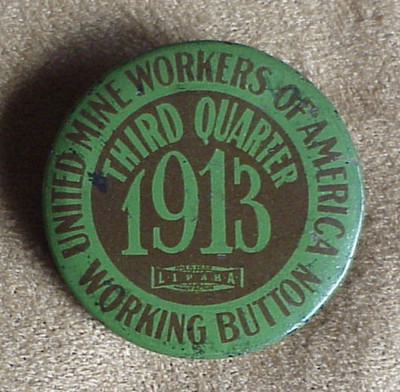 UNITED MINE WORKERS OF AMERICA
THIRD QUARTER
1913
WORKING BUTTON